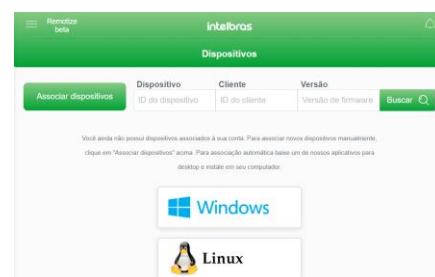 Remotize
beta
intelbras
Dispositivos
Associar dispositivos
Dispositivo
ID do dispositivo
Cliente
ID do cliente
Versão
Versão de firmware
Buscar
Você ainda não possui dispositivos associados à sua conta. Para associar novos dispositivos manualmente,
clique em "Associar dispositivos" acima. Para associação automática baixe um de nossos aplicativos para
desktop e instale em seu computador.
Windows
Linux